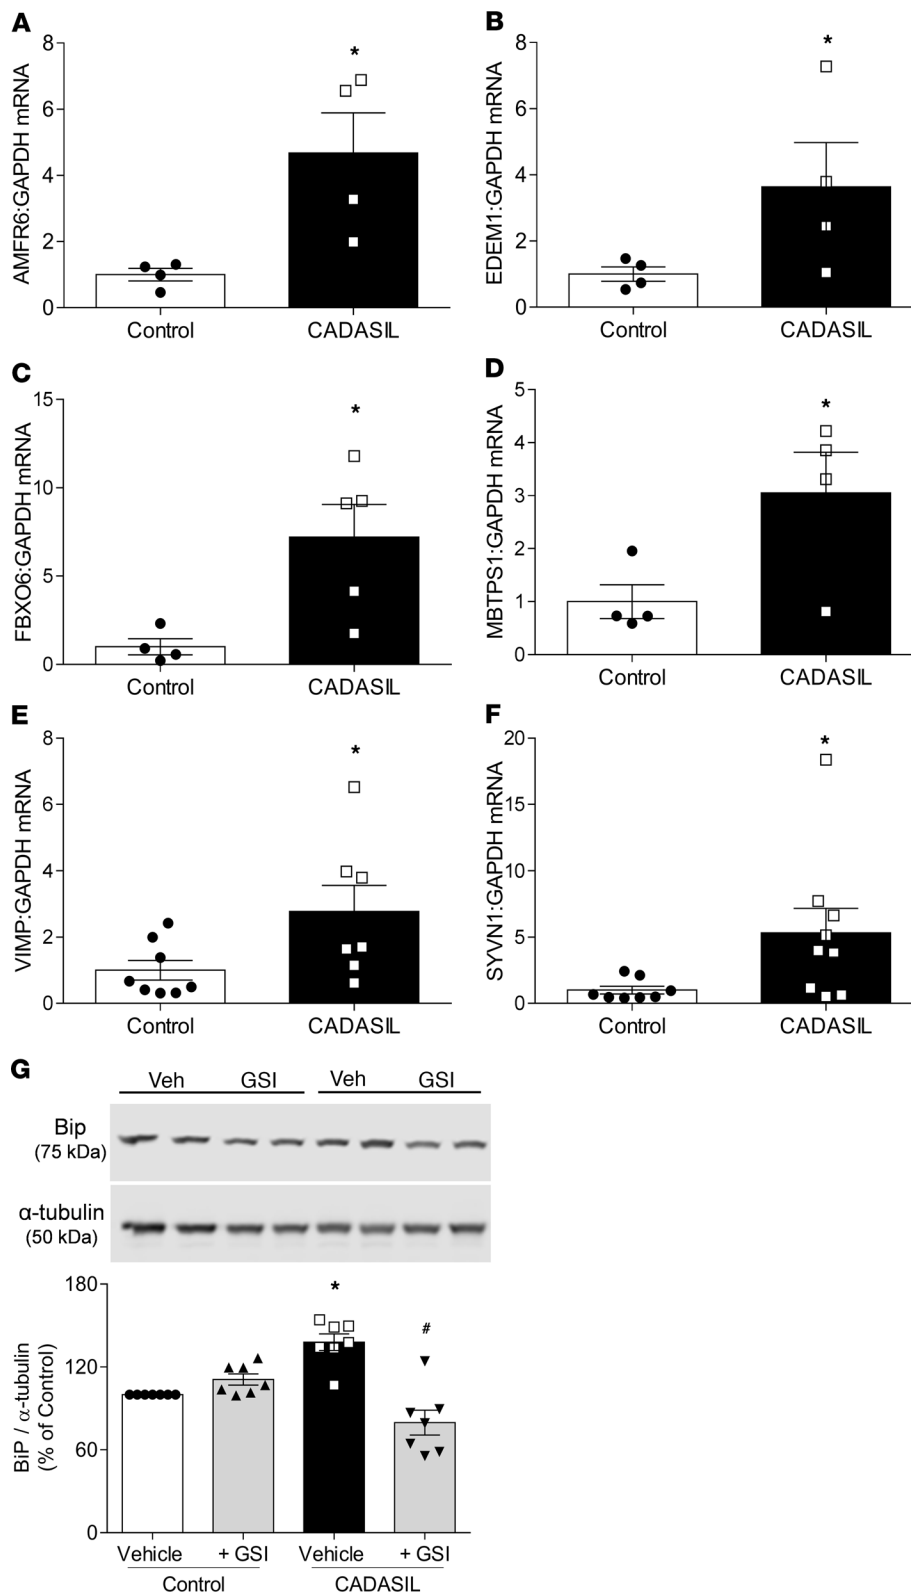 A
AMFR6:GAPDH mRNA
8
6
4
2
0
*
Control
CADASIL
B
EDEM1:GAPDH mRNA
8
6
4
2
0
*
Control
CADASIL
C
FBXO6:GAPDH mRNA
15
10
5
0
*
Control
CADASIL
D
MBTPS1:GAPDH mRNA
5
4
3
2
1
0
*
Control
CADASIL
E
VIMP:GAPDH mRNA
8
6
4
2
0
*
Control
CADASIL
F
SYVN1:GAPDH mRNA
20
15
10
5
0
*
Control
CADASIL
G
Veh GSI Veh GSI
Bip
(75 kDa)
α-tubulin
(50 kDa)
BiP / α-tubulin
(% of Control)
180
120
60
0
*
#
Vehicle + GSI Vehicle + GSI
Control CADASIL